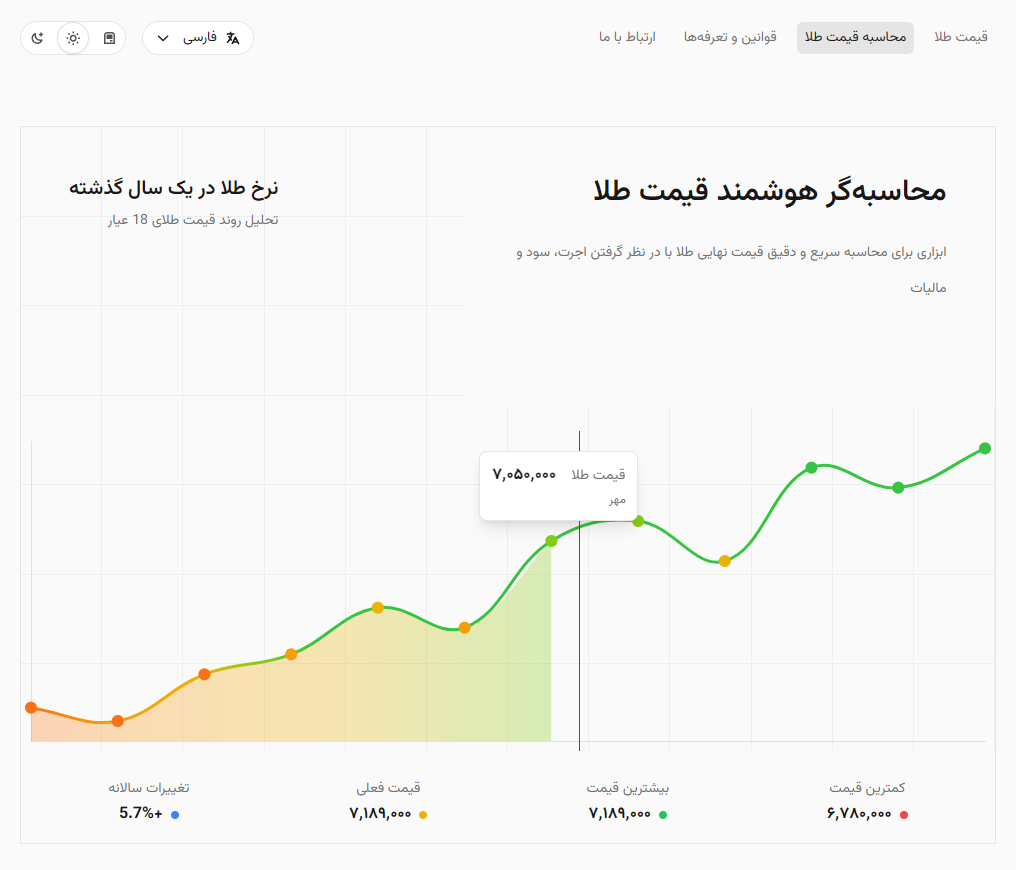 قیمت طلا
محاسبه قیمت طلا
قوانین و تعرفه‌ها
ارتباط با ما
فارسی
محاسبه‌گر هوشمند قیمت طلا
ابزاری برای محاسبه سریع و دقیق قیمت نهایی طلا با در نظر گرفتن اجرت، سود و
مالیات
نرخ طلا در یک سال گذشته
تحلیل روند قیمت طلای 18 عیار
قیمت طلا ۷,۰۵۰,۰۰۰
مهر
کمترین قیمت
۶,۷۸۰,۰۰۰
بیشترین قیمت
۷,۱۸۹,۰۰۰
قیمت فعلی
۷,۱۸۹,۰۰۰
تغییرات سالانه
5.7%+